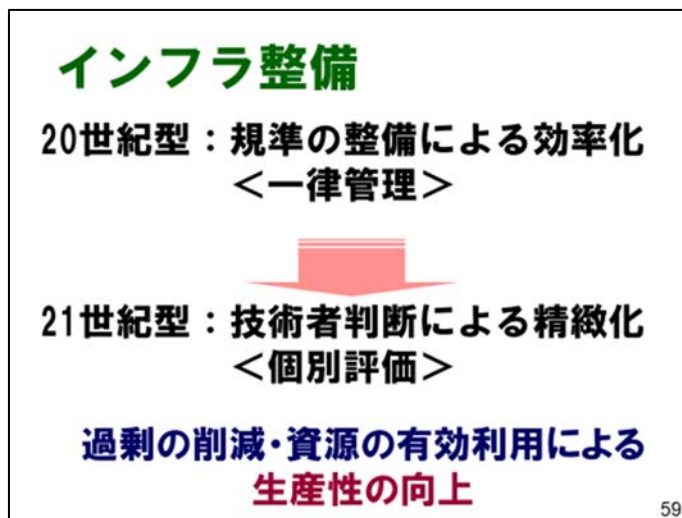 インフラ整備
20世紀型：規準の整備による効率化
＜一律管理＞
21世紀型：技術者判断による精緻化
＜個別評価＞
過剰の削減・資源の有効利用による
生産性の向上
59